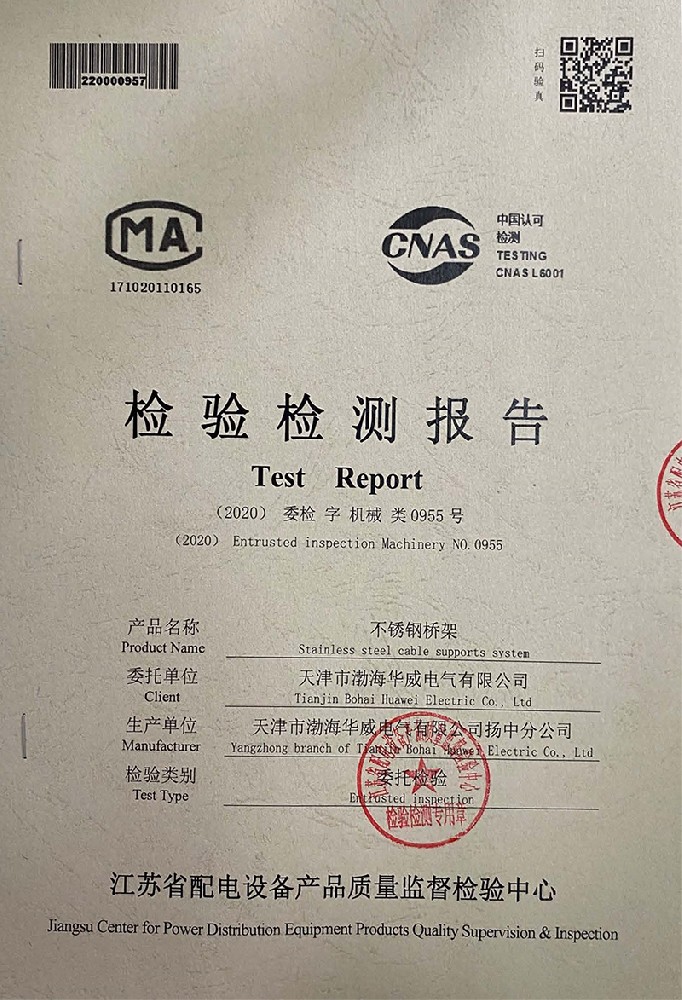 220000957
扫码验真
MA
171020110165
CNAS
中国认可
检测
TESTING
CNAS L6001
检验检测报告
Test Report
（2020） 委检 字 机械 类0955号
（2020） Entrusted inspection Machinery NO.0955
产品名称 不锈钢桥架
Product Name Stainless steel cable supports system
委托单位 天津市渤海华威电气有限公司
Client Tianjin Bohai Huawei Electric Co., Ltd
生产单位 天津市渤海华威电气有限公司扬中分公司
Manufacturer Yangzhong branch of Tianjin Bohai Huawei Electric Co., Ltd
检验类别 委托检验
Test Type Entrusted inspection
检验检测专用章
江苏省配电设备产品质量监督检验中心
Jiangsu Center for Power Distribution Equipment Products Quality Supervision & Inspection